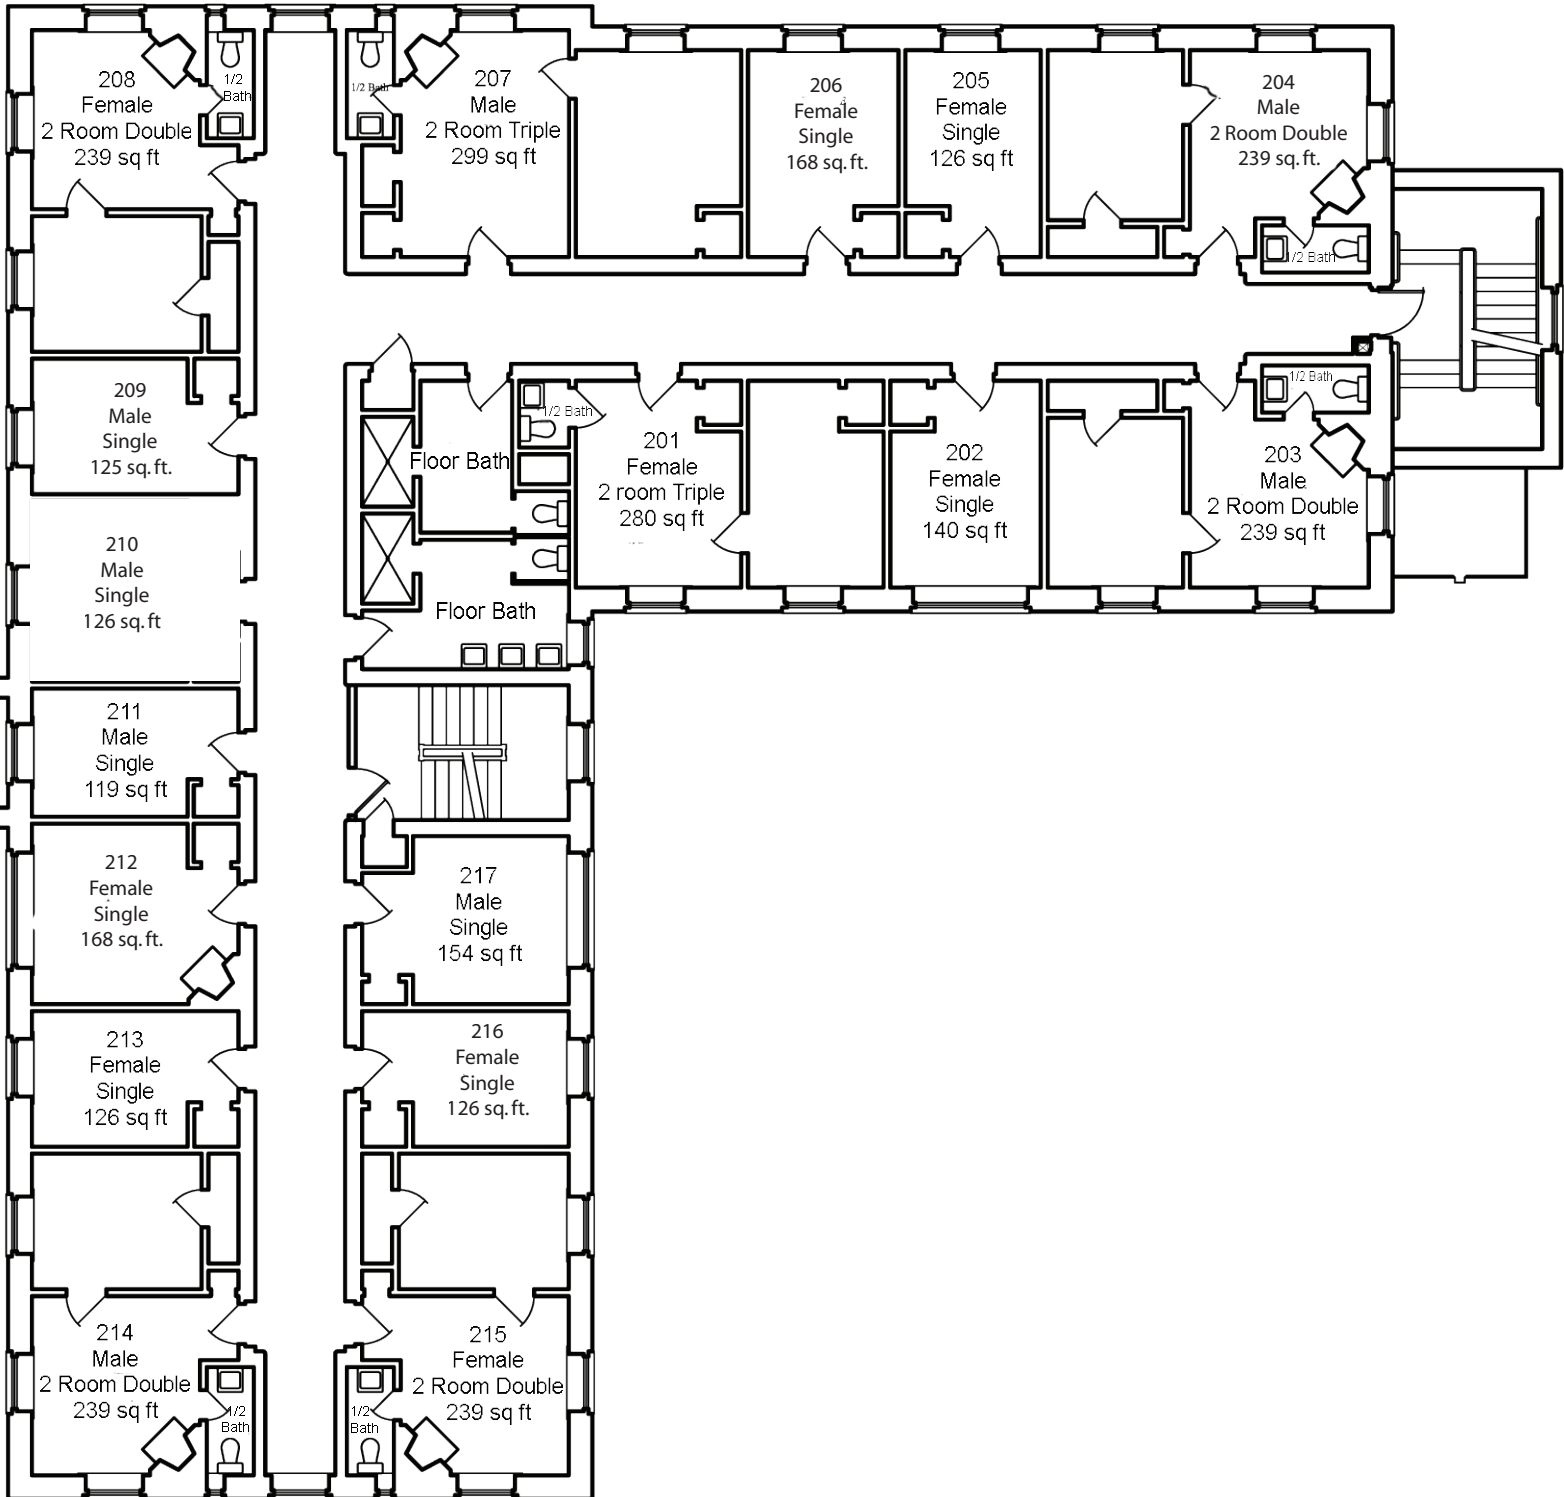 208
Female
2 Room Double
239 sq ft
1/2
Bath
1/2 Bath
207
Male
2 Room Triple
299 sq ft
206
Female
Single
168 sq. ft.
205
Female
Single
126 sq ft
204
Male
2 Room Double
239 sq. ft.
1/2 Bath
209
Male
Single
125 sq. ft.
Floor Bath
1/2 Bath
201
Female
2 room Triple
280 sq ft
202
Female
Single
140 sq ft
1/2 Bath
203
Male
2 Room Double
239 sq ft
210
Male
Single
126 sq. ft
Floor Bath
211
Male
Single
119 sq ft
212
Female
Single
168 sq. ft.
217
Male
Single
154 sq ft
213
Female
Single
126 sq ft
216
Female
Single
126 sq. ft.
214
Male
2 Room Double
239 sq ft
1/2
Bath
1/2
Bath
215
Female
2 Room Double
239 sq ft